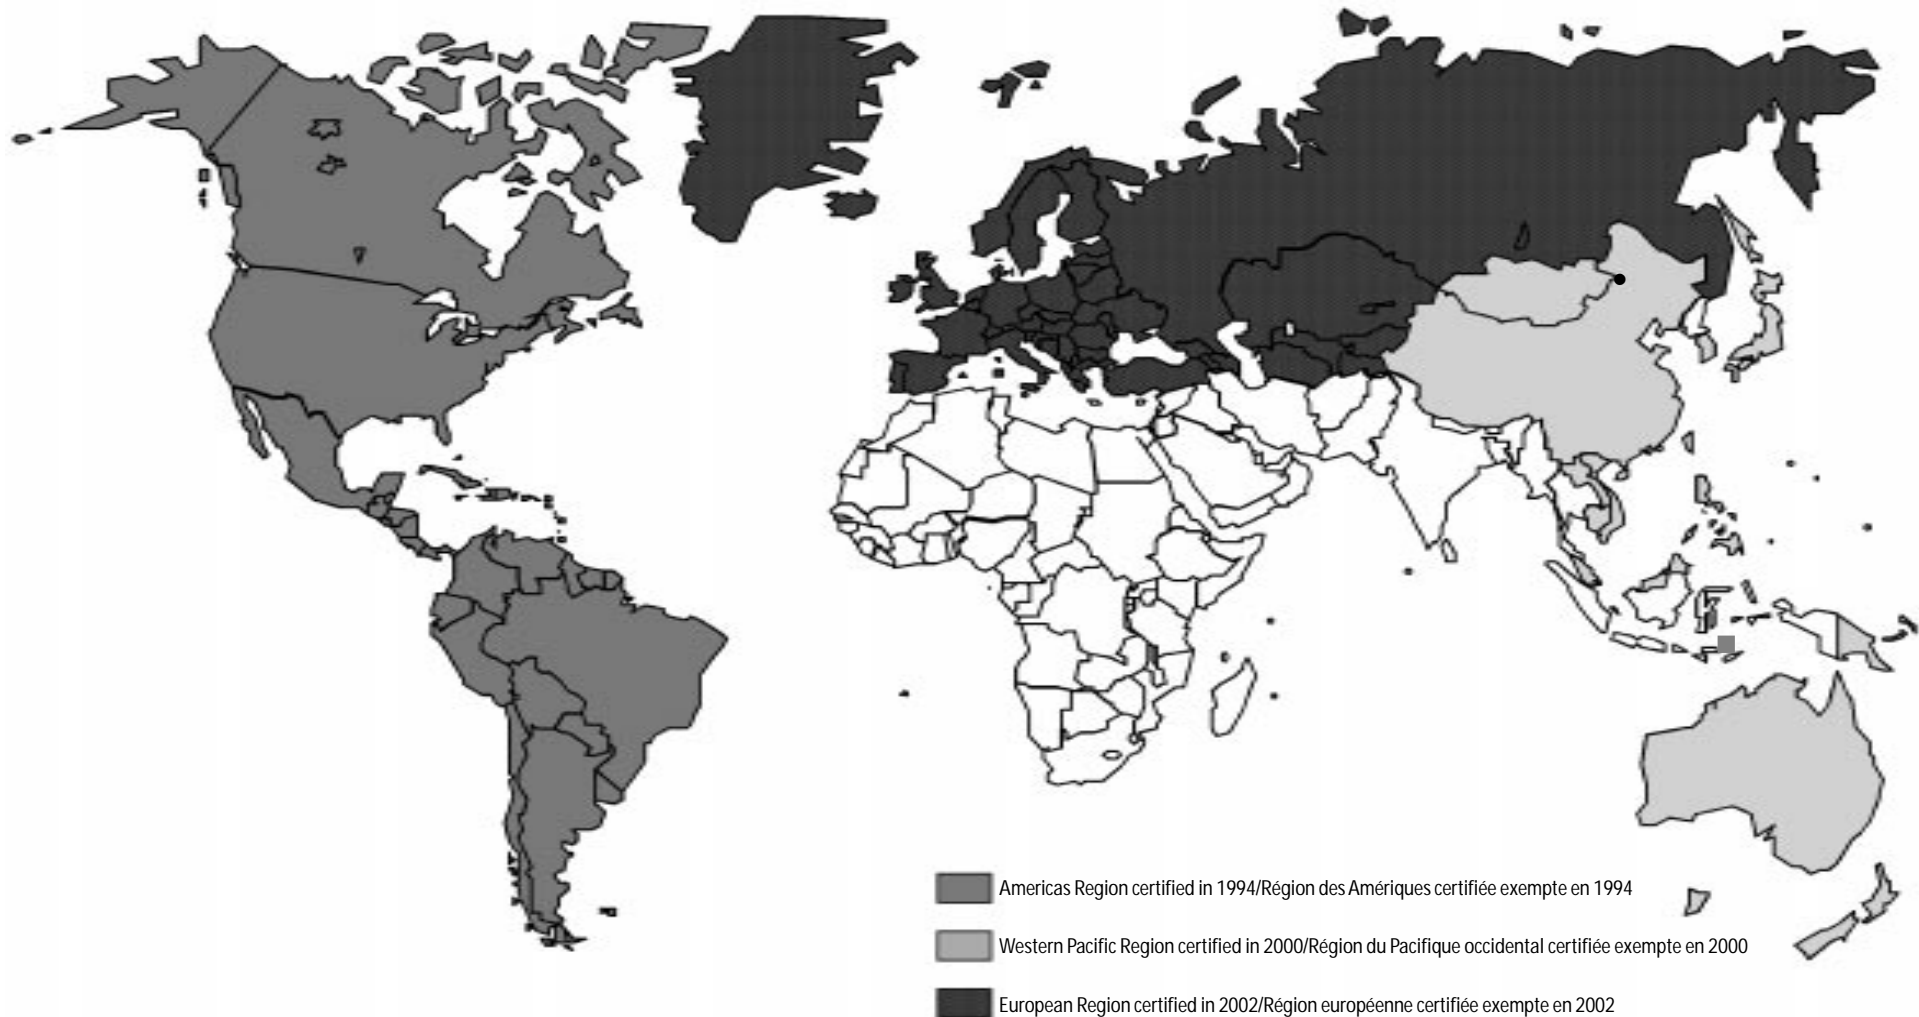 Americas Region certified in 1994/Région des Amériques certifiée exempte en 1994
Western Pacific Region certified in 2000/Région du Pacifique occidental certifiée exempte en 2000
European Region certified in 2002/Région européenne certifiée exempte en 2002